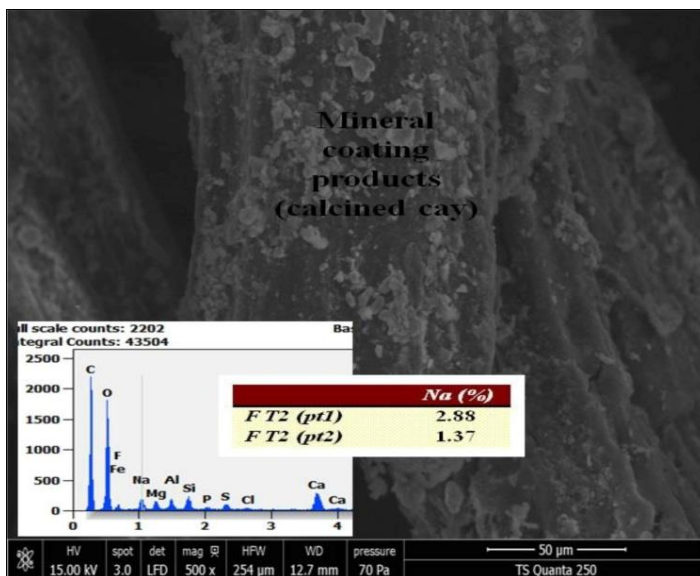 Mineral
coating
products
(calcined cay)
ull scale counts: 2202 Bas
ntegral Counts: 43504
2500
2000
1500
1000
500
0
C
O
F
Fe
Na
Mg
Al
Si
P
S
Cl
Ca
Ca
0 1 2 3 4
Na (%)
F T2 (pt1) 2.88
F T2 (pt2) 1.37
HV spot det mag HFW WD pressure 50 µm
15.00 kV 3.0 LFD 500 x 254 µm 12.7 mm 70 Pa TS Quanta 250